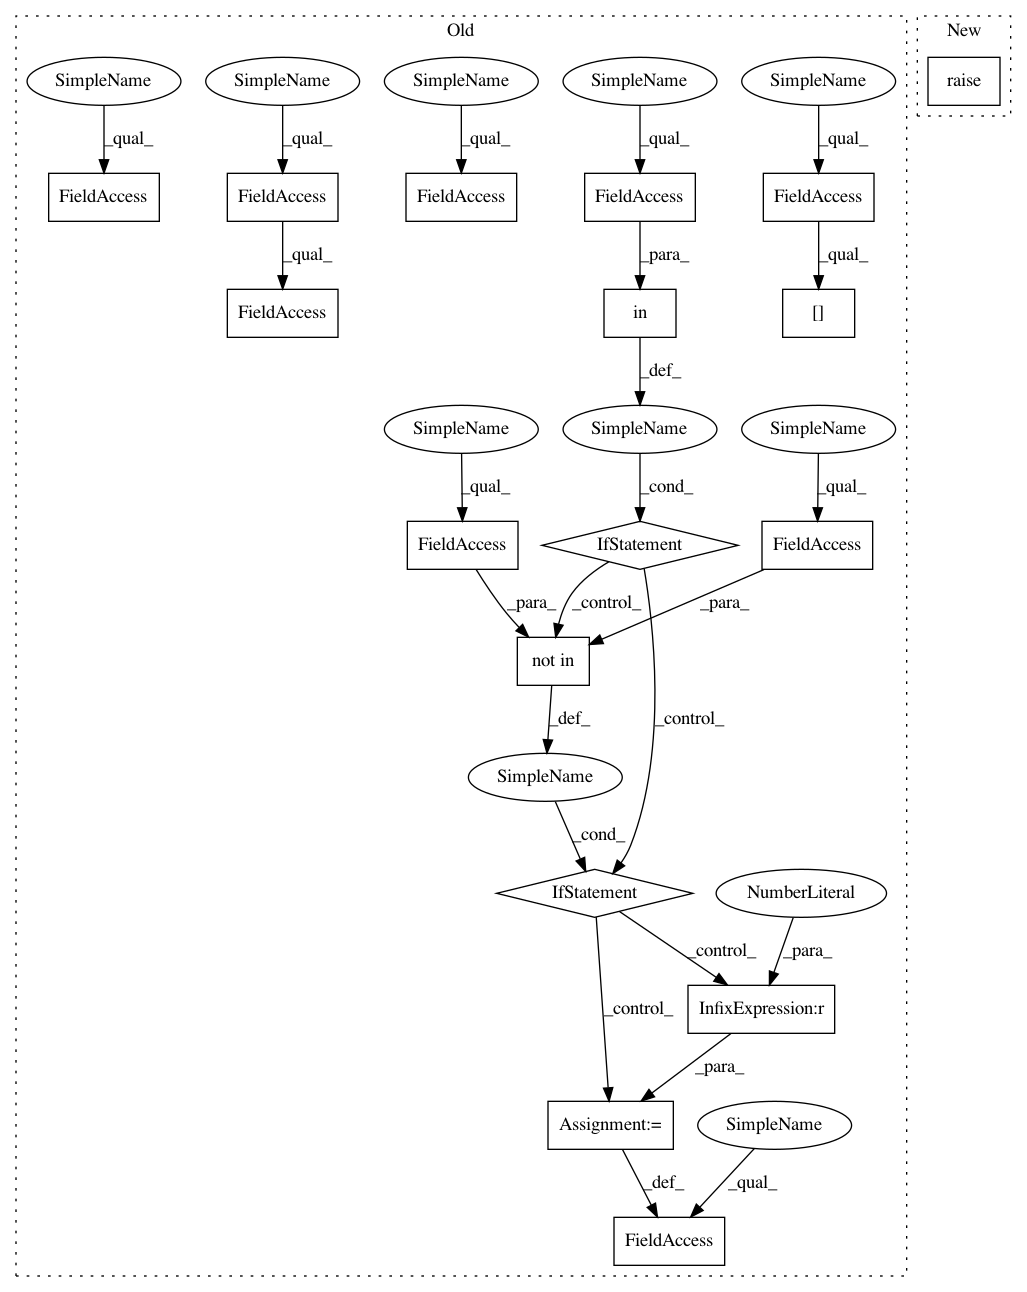 Old
New
SimpleName
SimpleName
SimpleName
SimpleName
SimpleName
raise
_qual_
_qual_
_qual_
_qual_
_qual_
FieldAccess
FieldAccess
FieldAccess
FieldAccess
FieldAccess
_qual_
_para_
_qual_
FieldAccess
in
[]
_def_
SimpleName
SimpleName
SimpleName
_qual_
_cond_
_qual_
FieldAccess
IfStatement
FieldAccess
_para_
_control_
_para_
not in
_def_
_control_
SimpleName
_cond_
IfStatement
NumberLiteral
_control_
_para_
_control_
InfixExpression:r
_para_
Assignment:=
SimpleName
_def_
_qual_
FieldAccess